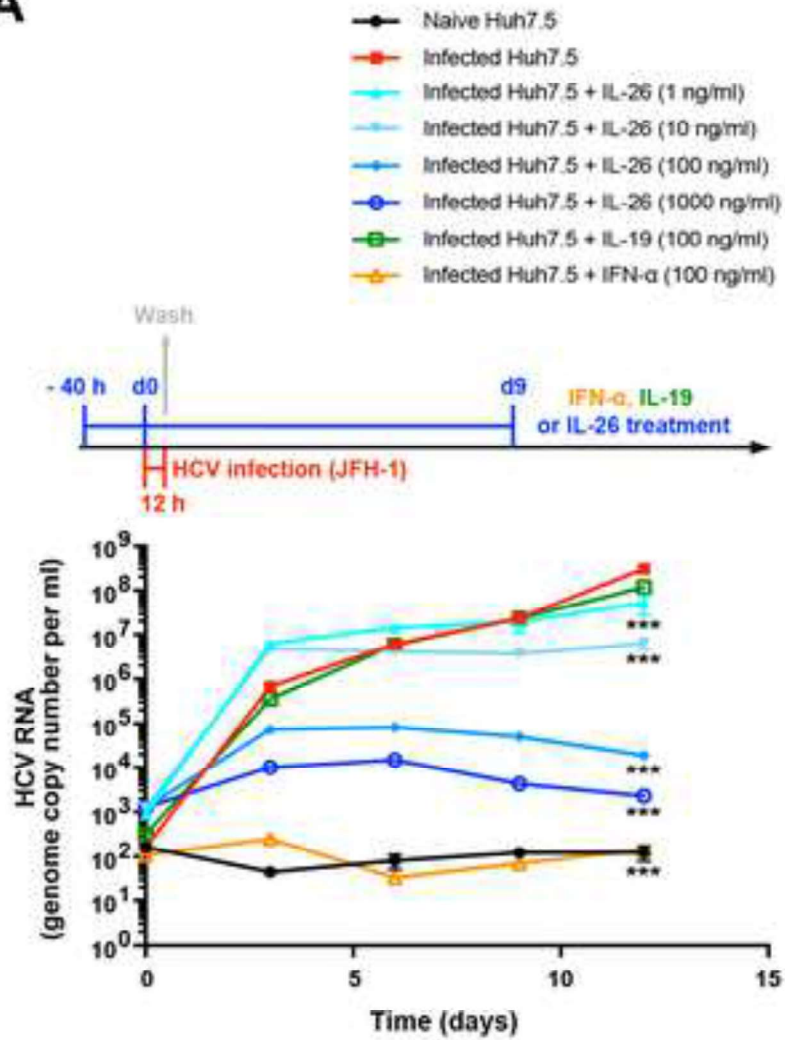 A
Naive Huh7.5
Infected Huh7.5
Infected Huh7.5 + IL-26 (1 ng/ml)
Infected Huh7.5 + IL-26 (10 ng/ml)
Infected Huh7.5 + IL-26 (100 ng/ml)
Infected Huh7.5 + IL-26 (1000 ng/ml)
Infected Huh7.5 + IL-19 (100 ng/ml)
Infected Huh7.5 + IFN-α (100 ng/ml)
Wash
- 40 h d0 d9
IFN-α, IL-19
or IL-26 treatment
HCV infection (JFH-1)
12 h
HCV RNA
(genome copy number per ml)
10⁹
10⁸
10⁷
10⁶
10⁵
10⁴
10³
10²
10¹
10⁰
***
***
***
***
***
0 5 10 15
Time (days)